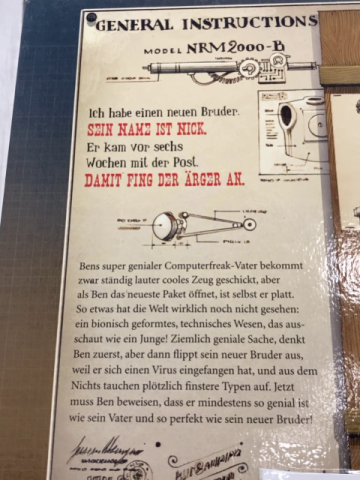 GENERAL INSTRUCTIONS
MODEL NRM2000-B
Ich habe einen neuen Bruder.
SEIN NAME IST NICK.
Er kam vor sechs
Wochen mit der Post.
DAMIT FING DER ÄRGER AN.
Bens super genialer Computerfreak-Vater bekommt
zwar ständig lauter cooles Zeug geschickt, aber
als Ben das neueste Paket öffnet, ist selbst er platt.
So etwas hat die Welt wirklich noch nicht gesehen:
ein bionisch geformtes, technisches Wesen, das aus-
schaut wie ein Junge! Ziemlich geniale Sache, denkt
Ben zuerst, aber dann flippt sein neuer Bruder aus,
weil er sich einen Virus eingefangen hat, und aus dem
Nichts tauchen plötzlich finstere Typen auf. Jetzt
muss Ben beweisen, dass er mindestens so genial ist
wie sein Vater und so perfekt wie sein neuer Bruder!